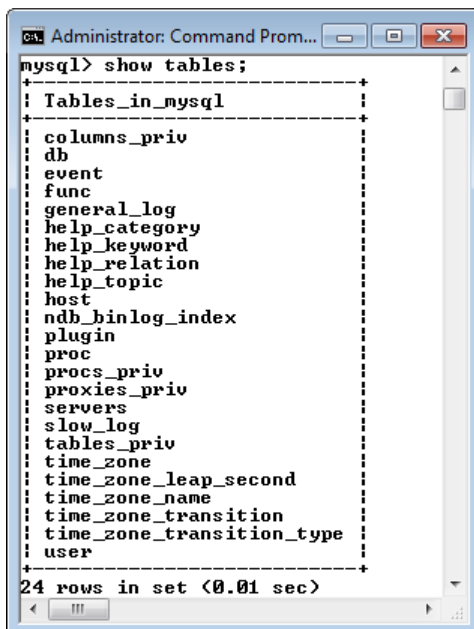 Administrator: Command Prom...
mysql> show tables;
+------------------------------+
| Tables_in_mysql |
+------------------------------+
| columns_priv |
| db |
| event |
| func |
| general_log |
| help_category |
| help_keyword |
| help_relation |
| help_topic |
| host |
| ndb_binlog_index |
| plugin |
| proc |
| procs_priv |
| proxies_priv |
| servers |
| slow_log |
| tables_priv |
| time_zone |
| time_zone_leap_second |
| time_zone_name |
| time_zone_transition |
| time_zone_transition_type |
| user |
+------------------------------+
24 rows in set (0.01 sec)